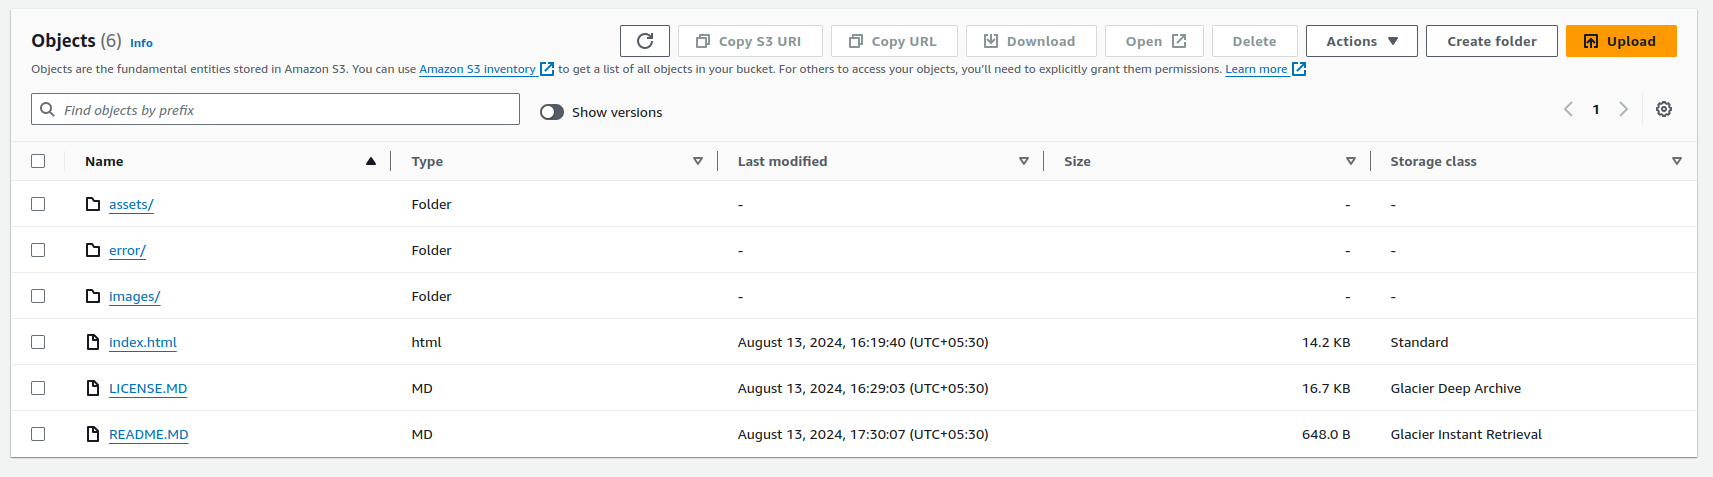 Objects (6) Info
Copy S3 URI Copy URL Download Open Delete Actions Create folder Upload
Objects are the fundamental entities stored in Amazon S3. You can use Amazon S3 inventory to get a list of all objects in your bucket. For others to access your objects, you'll need to explicitly grant them permissions. Learn more
Find objects by prefix Show versions 1
Name Type Last modified Size Storage class
assets/ Folder - - -
error/ Folder - - -
images/ Folder - - -
index.html html August 13, 2024, 16:19:40 (UTC+05:30) 14.2 KB Standard
LICENSE.MD MD August 13, 2024, 16:29:03 (UTC+05:30) 16.7 KB Glacier Deep Archive
README.MD MD August 13, 2024, 17:30:07 (UTC+05:30) 648.0 B Glacier Instant Retrieval